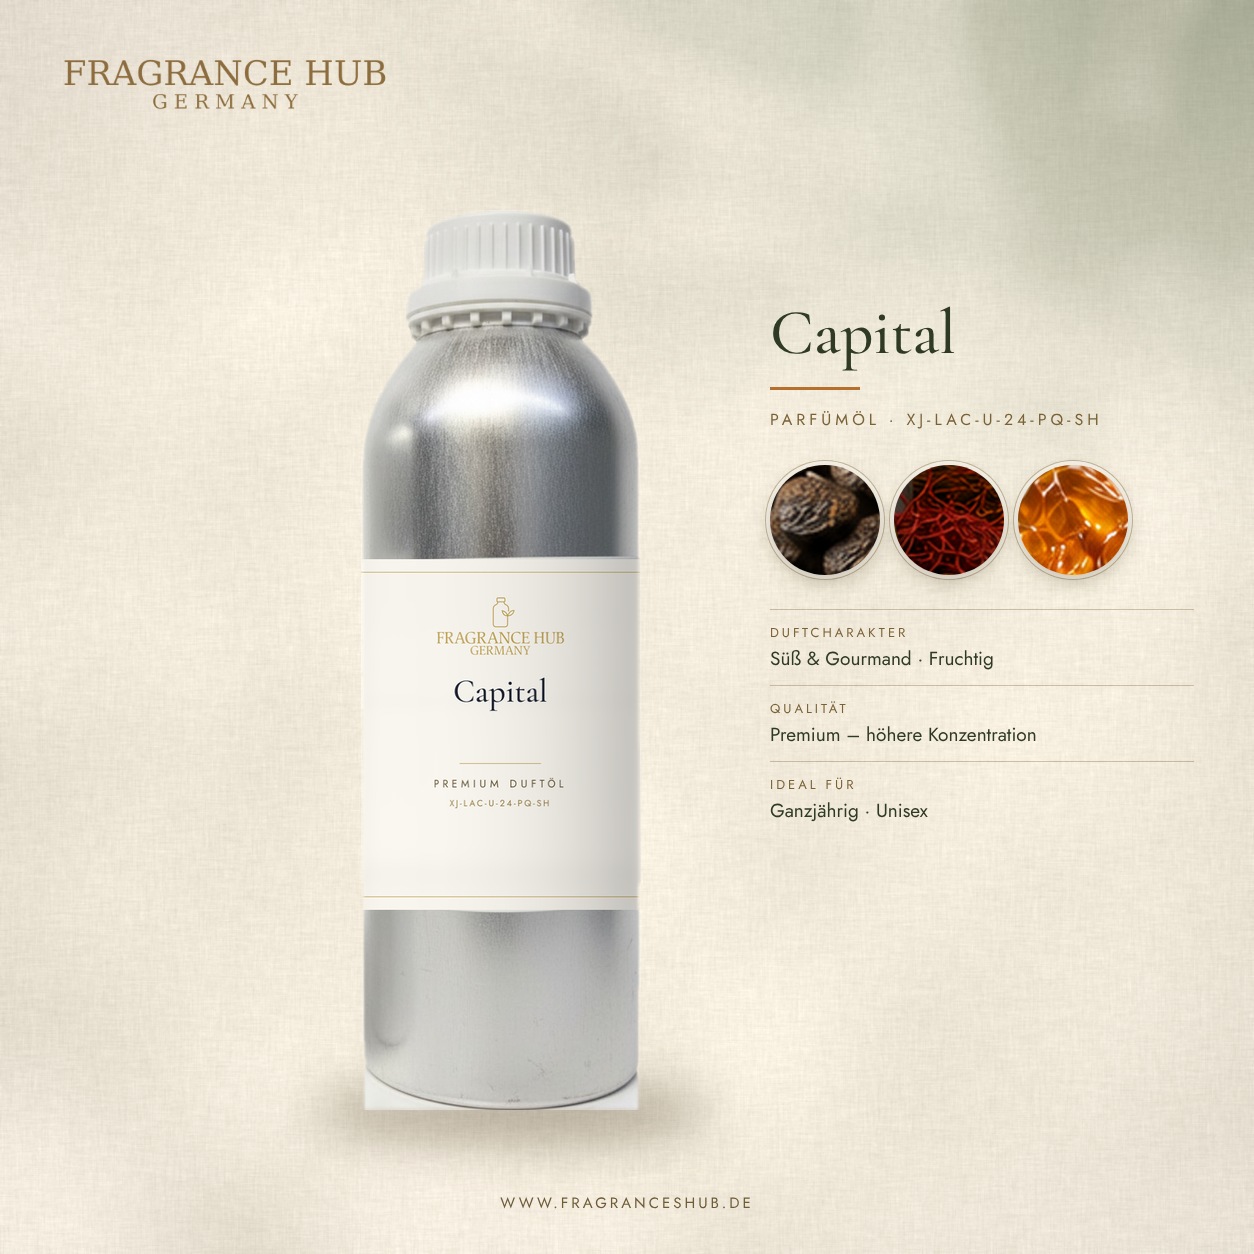 FRAGRANCE HUB
GERMANY
Capital
PARFÜMÖL · XJ-LAC-U-24-PQ-SH
DUFTCHARAKTER
Süß & Gourmand · Fruchtig
QUALITÄT
Premium – höhere Konzentration
IDEAL FÜR
Ganzjährig · Unisex
FRAGRANCE HUB
GERMANY
Capital
PREMIUM DUFTÖL
XJ-LAC-U-24-PQ-SH
WWW.FRAGRANCESHUB.DE